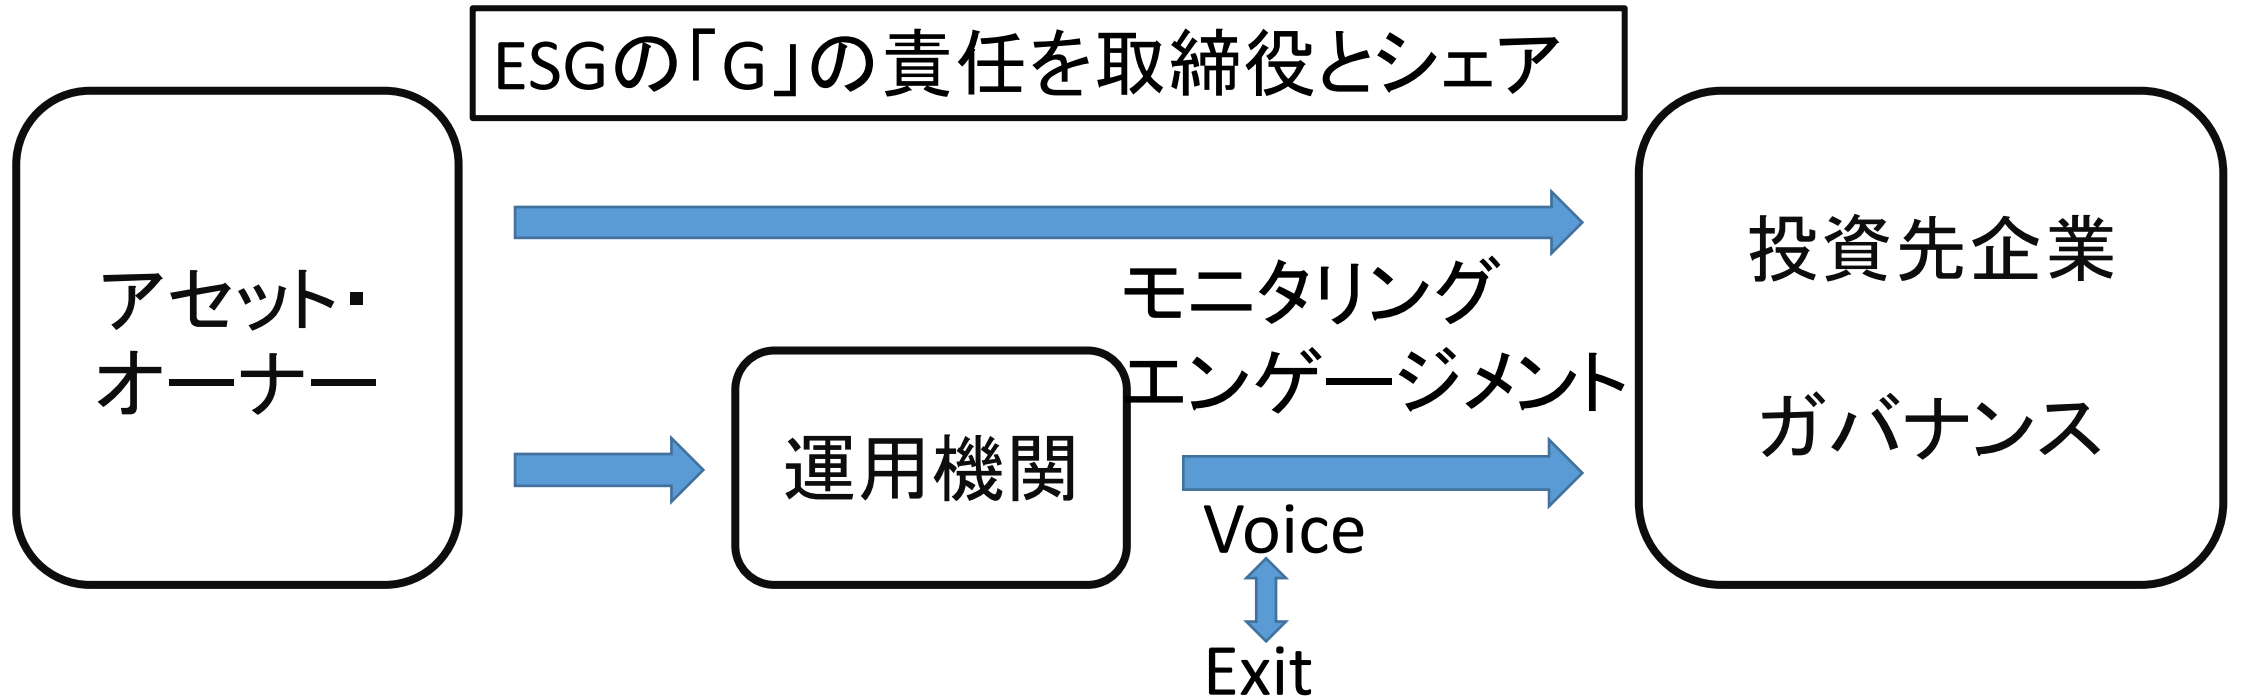 ESGの「G」の責任を取締役とシェア
アセット・
オーナー
モニタリング
エンゲージメント
運用機関
Voice
Exit
投資先企業
ガバナンス